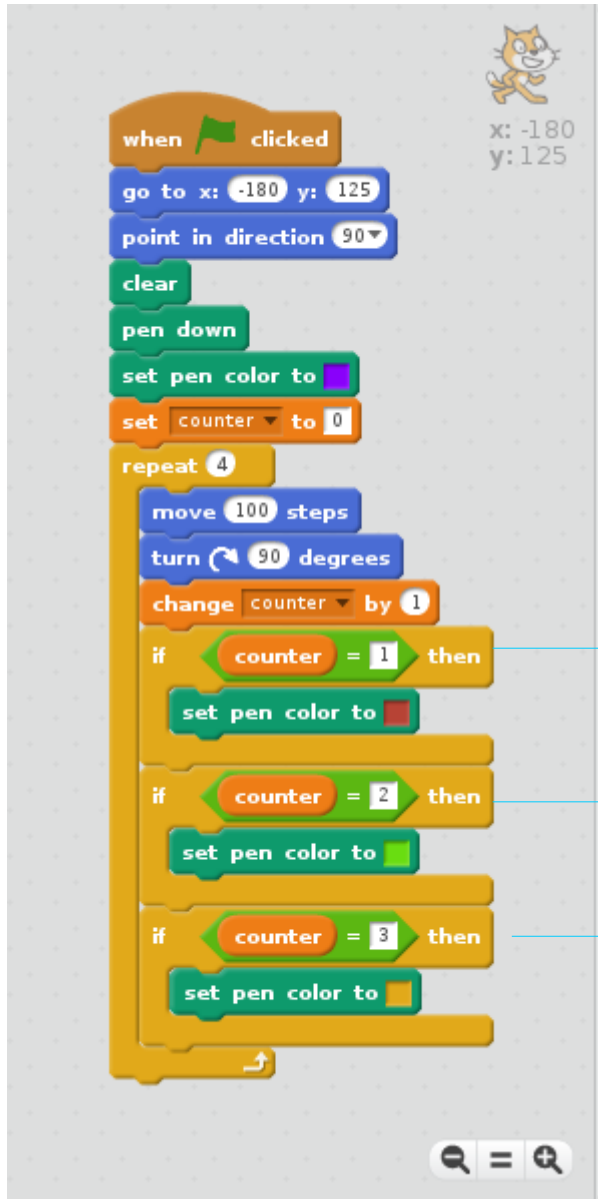 x: -180
y: 125
when clicked
go to x: -180 y: 125
point in direction 90
clear
pen down
set pen color to
set counter to 0
repeat 4
move 100 steps
turn 90 degrees
change counter by 1
if counter = 1 then
set pen color to
if counter = 2 then
set pen color to
if counter = 3 then
set pen color to